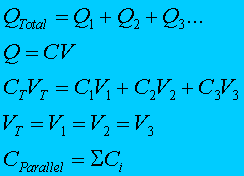 Q_Total = Q_1 + Q_2 + Q_3...
Q = CV
C_T V_T = C_1 V_1 + C_2 V_2 + C_3 V_3
V_T = V_1 = V_2 = V_3
C_Parallel = ΣC_i